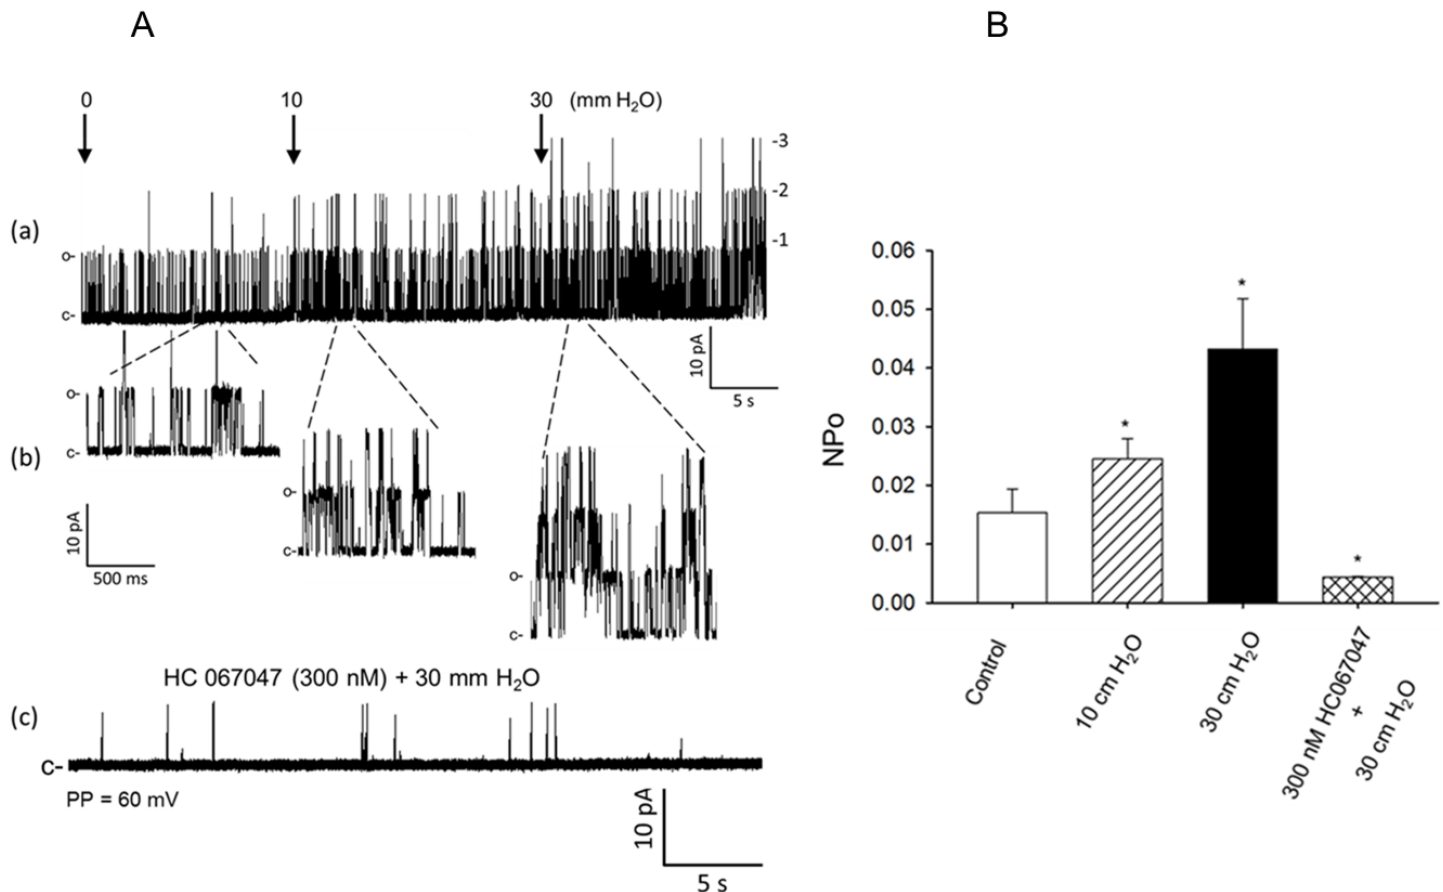 A
B
0
10
30 (mm H₂O)
-3
-2
-1
(a)
o-
c-
10 pA
5 s
(b)
o-
c-
10 pA
500 ms
o-
c-
o-
c-
HC 067047 (300 nM) + 30 mm H₂O
(c)
c-
PP = 60 mV
10 pA
5 s
NPo
0.06
0.05
0.04
0.03
0.02
0.01
0.00
*
*
*
Control
10 cm H₂O
30 cm H₂O
300 nM HC067047
+
30 cm H₂O